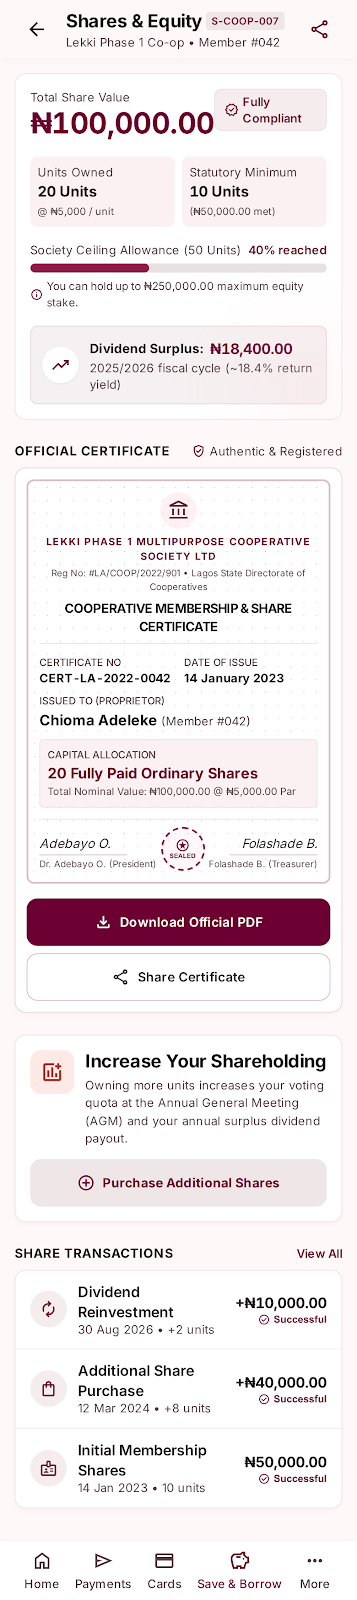 Shares & Equity S-COOP-007
Lekki Phase 1 Co-op • Member #042
Total Share Value
₦100,000.00
Fully
Compliant
Units Owned
20 Units
@ ₦5,000 / unit
Statutory Minimum
10 Units
(₦50,000.00 met)
Society Ceiling Allowance (50 Units) 40% reached
You can hold up to ₦250,000.00 maximum equity
stake.
Dividend Surplus: ₦18,400.00
2025/2026 fiscal cycle (~18.4% return
yield)
OFFICIAL CERTIFICATE
Authentic & Registered
LEKKI PHASE 1 MULTIPURPOSE COOPERATIVE
SOCIETY LTD
Reg No: #LA/COOP/2022/901 • Lagos State Directorate of
Cooperatives
COOPERATIVE MEMBERSHIP & SHARE
CERTIFICATE
CERTIFICATE NO
CERT-LA-2022-0042
DATE OF ISSUE
14 January 2023
ISSUED TO (PROPRIETOR)
Chioma Adeleke (Member #042)
CAPITAL ALLOCATION
20 Fully Paid Ordinary Shares
Total Nominal Value: ₦100,000.00 @ ₦5,000.00 Par
Adebayo O.
Dr. Adebayo O. (President)
SEALED
Folashade B.
Folashade B. (Treasurer)
Download Official PDF
Share Certificate
Increase Your Shareholding
Owning more units increases your voting
quota at the Annual General Meeting
(AGM) and your annual surplus dividend
payout.
Purchase Additional Shares
SHARE TRANSACTIONS
View All
Dividend
Reinvestment
30 Aug 2026 • +2 units
+₦10,000.00
Successful
Additional Share
Purchase
12 Mar 2024 • +8 units
+₦40,000.00
Successful
Initial Membership
Shares
14 Jan 2023 • 10 units
₦50,000.00
Successful
Home
Payments
Cards
Save & Borrow
More